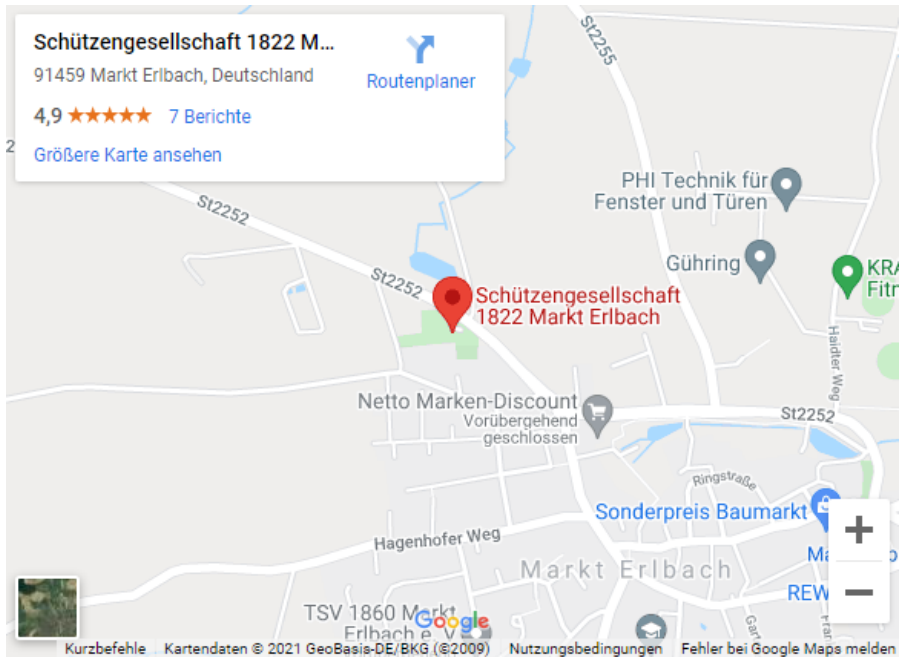 Schützengesellschaft 1822 M...
91459 Markt Erlbach, Deutschland
4,9
7 Berichte
Größere Karte ansehen
Routenplaner
St2255
St2252
PHI Technik für
Fenster und Türen
Gühring
St2252
Schützengesellschaft
1822 Markt Erlbach
KRA
Fitn
Haidter Weg
Netto Marken-Discount
Vorübergehend
geschlossen
St2252
Ringstraße
Sonderpreis Baumarkt
Hagenhofer Weg
Markt Erlbach
REW
TSV 1860 Markt
Erlbach e. V
Google
Kurzbefehle
Kartendaten © 2021 GeoBasis-DE/BKG (©2009)
Nutzungsbedingungen
Fehler bei Google Maps melden